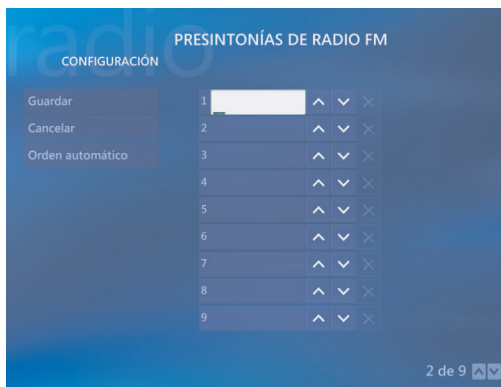 radio
PRESINTONÍAS DE RADIO FM
CONFIGURACIÓN
Guardar
Cancelar
Orden automático
1
2
3
4
5
6
7
8
9
2 de 9